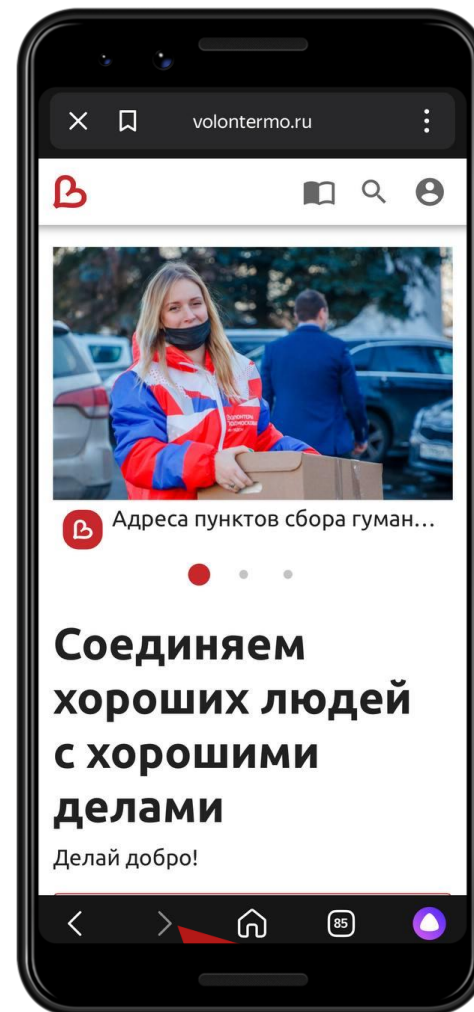 volontermo.ru
Адреса пунктов сбора гуман...
Соединяем
хороших людей
с хорошими
делами
Делай добро!
85